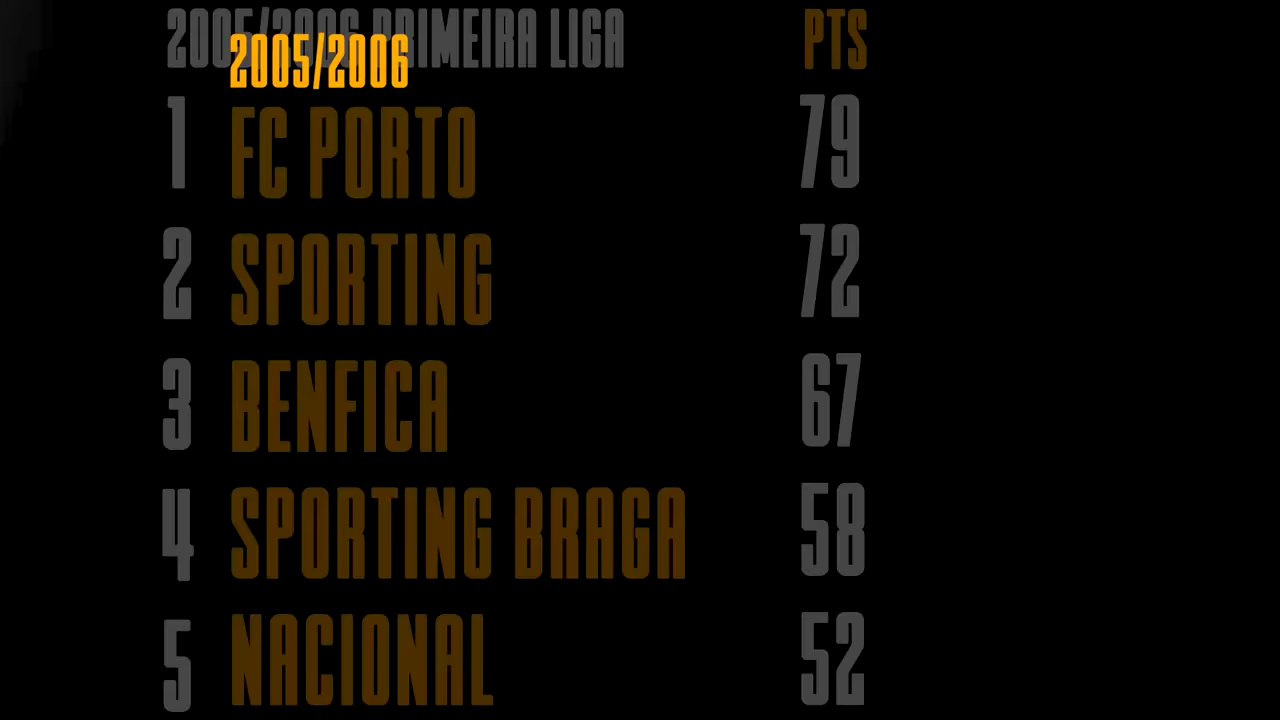 2005/2006 PRIMEIRA LIGA PTS
2005/2006
1 FC PORTO 79
2 SPORTING 72
3 BENFICA 67
4 SPORTING BRAGA 58
5 NACIONAL 52